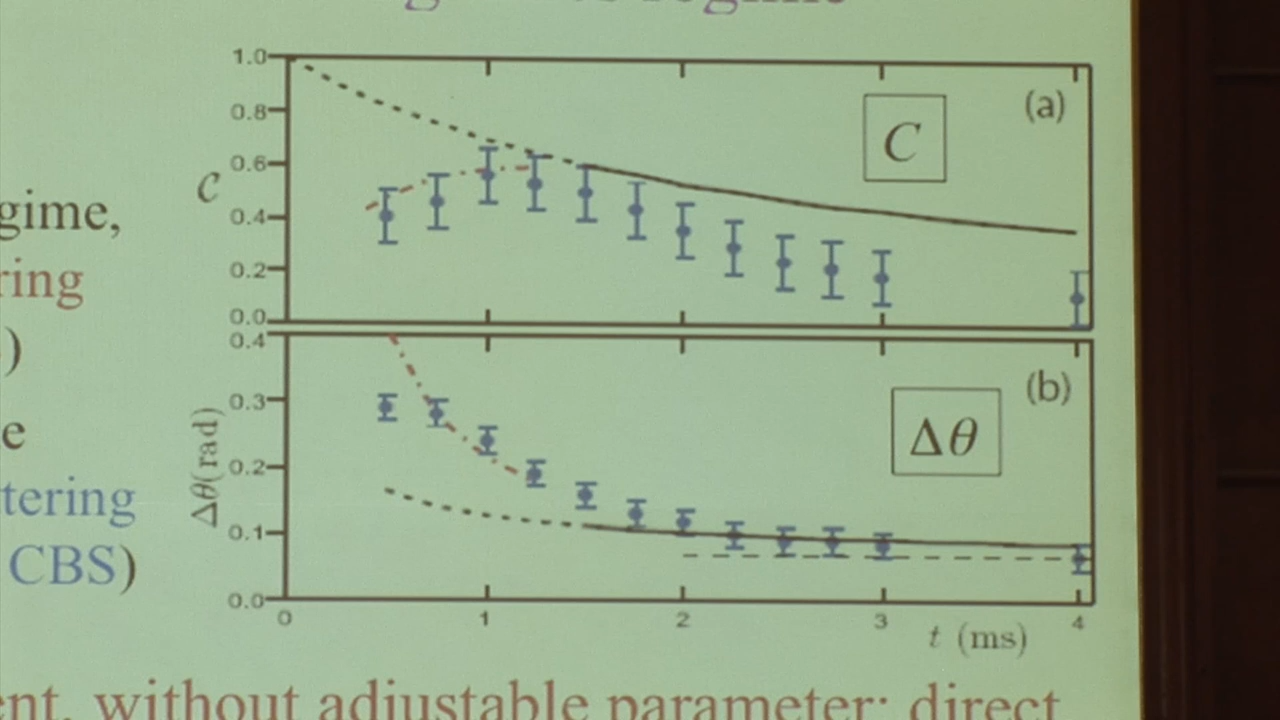 regime
1.0
0.8
0.6
0.4
0.2
0.0
C
(a)
C
0.4
0.3
0.2
0.1
0.0
Δθ(rad)
(b)
Δθ
0
1
2
3
4
t (ms)
gime,
ring
)
e
tering
CBS)
ent, without adjustable parameter: direct